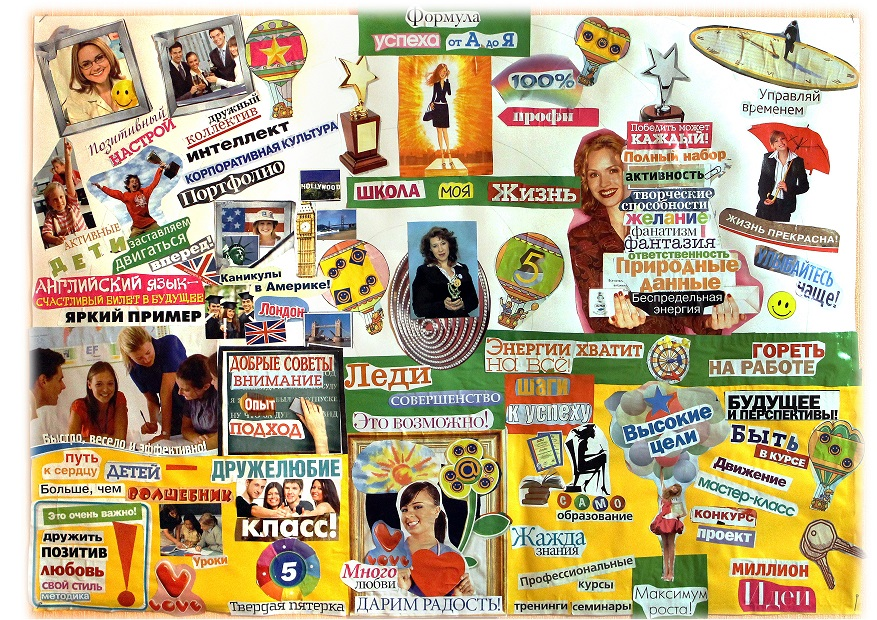 Формула
успеха от А до Я
100%
профи
Управляй
временем
Позитивный
НАСТРОЙ
дружный
КОЛЛЕКТИВ
ИНТЕЛЛЕКТ
КОРПОРАТИВНАЯ КУЛЬТУРА
Портфолио
HOLLYWOOD
ШКОЛА МОЯ Жизнь
Победить может
КАЖДЫЙ!
Полный набор
активность
творческие
способности
желание
фанатизм!
фантазия
ответственность
Природные
данные
Беспредельная
энергия
ЖИЗНЬ ПРЕКРАСНА!
УЛЫБАЙТЕСЬ
чаще!
АКТИВНЫЕ
ДЕТИ
заставляем
ДВИГАТЬСЯ
вперед!
АНГЛИЙСКИЙ ЯЗЫК—
СЧАСТЛИВЫЙ БИЛЕТ В БУДУЩЕЕ
ЯРКИЙ ПРИМЕР
Каникулы
в Америке!
Лондон
5
Леди
СОВЕРШЕНСТВО
Это возможно!
Энергии хватит
на всё!
ГОРЕТЬ
НА РАБОТЕ
ДОБРЫЕ СОВЕТЫ
ВНИМАНИЕ
Опыт
ПОДХОД
Быстро, весело и эффективно!
путь
к сердцу
ДЕТЕЙ —
Больше, чем
ВОЛШЕБНИК
ДРУЖЕЛЮБИЕ
класс!
Это очень важно!
дружить
ПОЗИТИВ
ЛЮБОВЬ
СВОЙ СТИЛЬ
методика
Уроки
LOVE
5
Твердая пятерка
LOVE
Много
любви
ДАРИМ РАДОСТЬ!
Шаги
к успеху
САМО
образование
Жажда
знания
Профессиональные
курсы
тренинги
семинары
Высокие
цели
Максимум
роста!
БУДУЩЕЕ
И ПЕРСПЕКТИВЫ!
БЫТЬ
В КУРСЕ
Движение
мастер-класс
КОНКУРС
проект
МИЛЛИОН
Идей